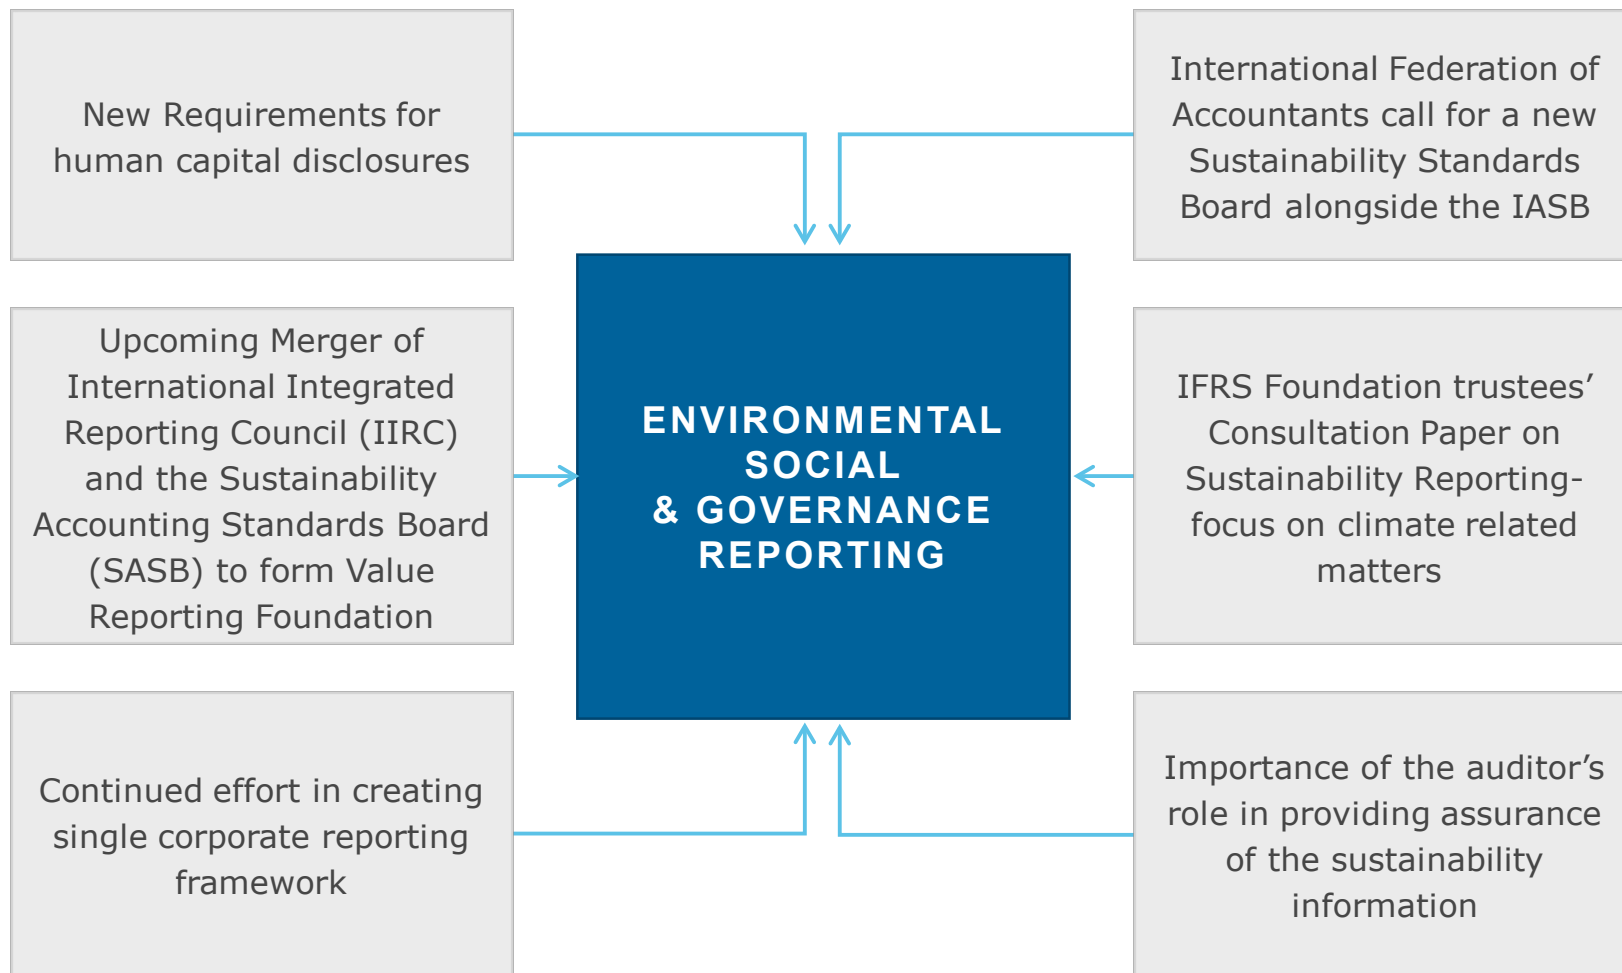 New Requirements for
human capital disclosures
International Federation of
Accountants call for a new
Sustainability Standards
Board alongside the IASB
Upcoming Merger of
International Integrated
Reporting Council (IIRC)
and the Sustainability
Accounting Standards Board
(SASB) to form Value
Reporting Foundation
ENVIRONMENTAL
SOCIAL
& GOVERNANCE
REPORTING
IFRS Foundation trustees’
Consultation Paper on
Sustainability Reporting-
focus on climate related
matters
Continued effort in creating
single corporate reporting
framework
Importance of the auditor’s
role in providing assurance
of the sustainability
information